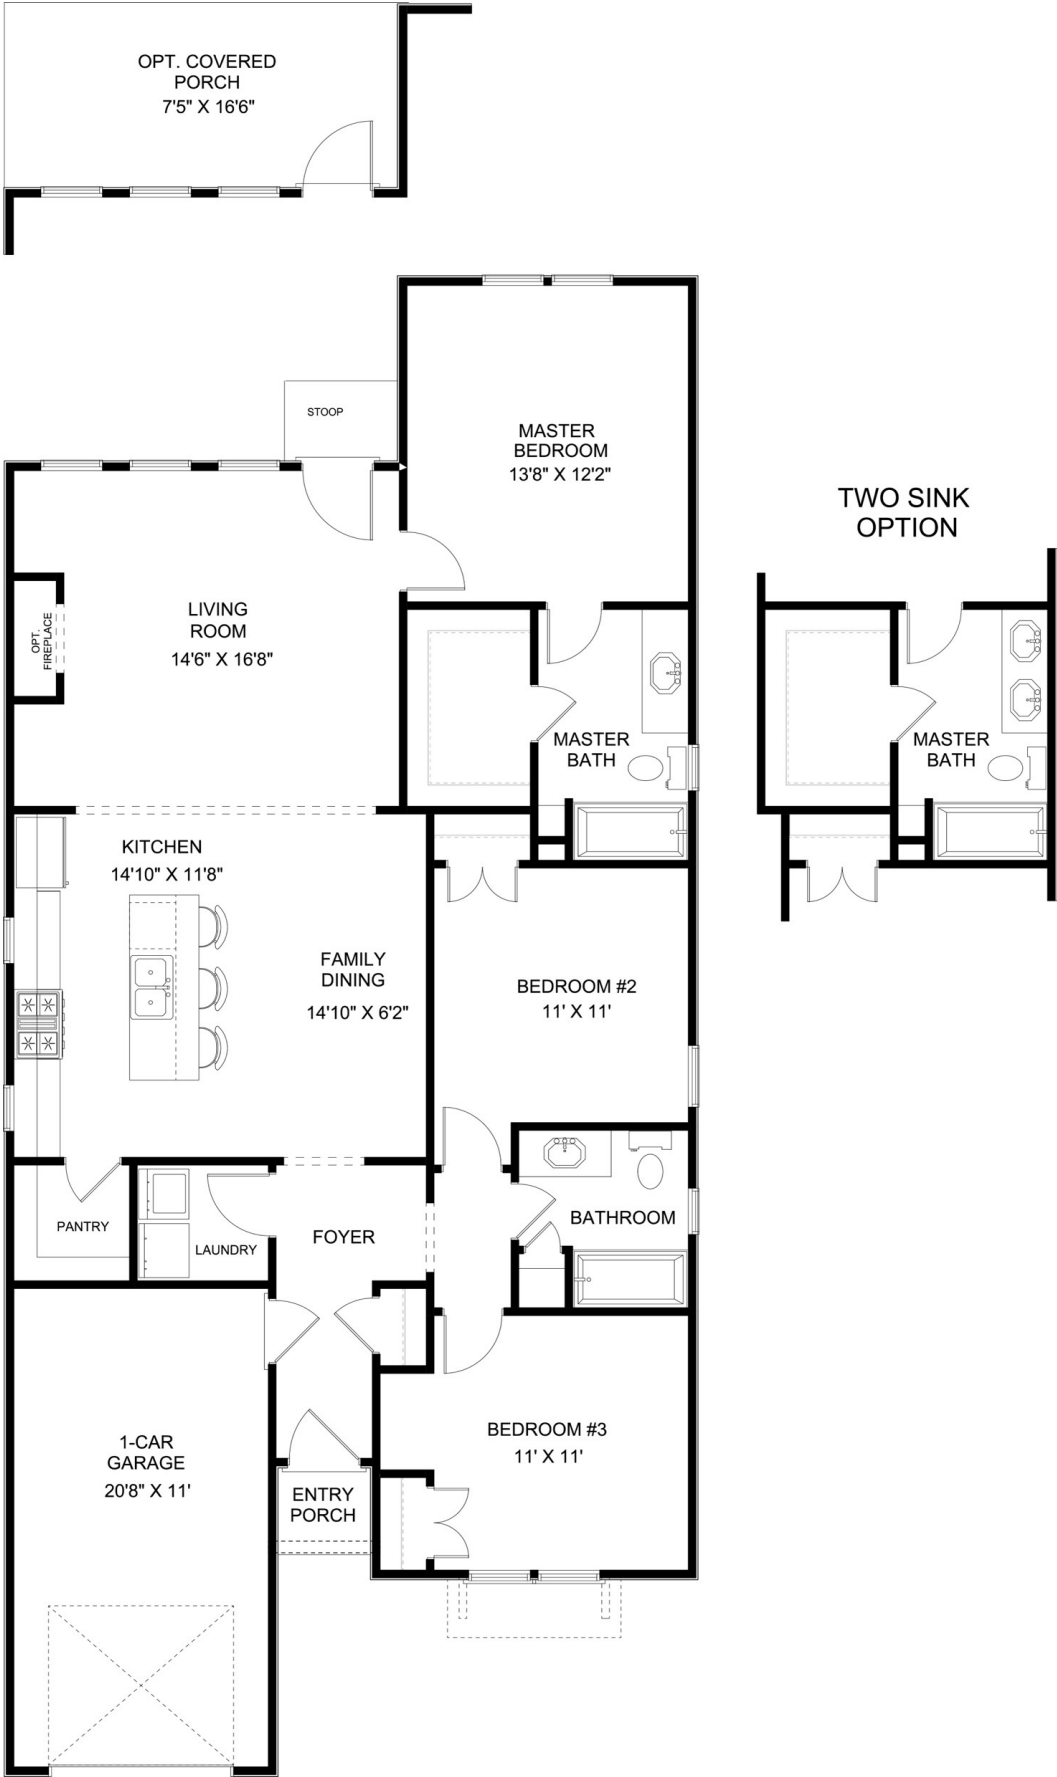 OPT. COVERED
PORCH
7'5" X 16'6"
STOOP
MASTER
BEDROOM
13'8" X 12'2"
TWO SINK
OPTION
LIVING
ROOM
14'6" X 16'8"
OPT.
FIREPLACE
MASTER
BATH
MASTER
BATH
KITCHEN
14'10" X 11'8"
FAMILY
DINING
14'10" X 6'2"
BEDROOM #2
11' X 11'
PANTRY
LAUNDRY
FOYER
BATHROOM
1-CAR
GARAGE
20'8" X 11'
BEDROOM #3
11' X 11'
ENTRY
PORCH